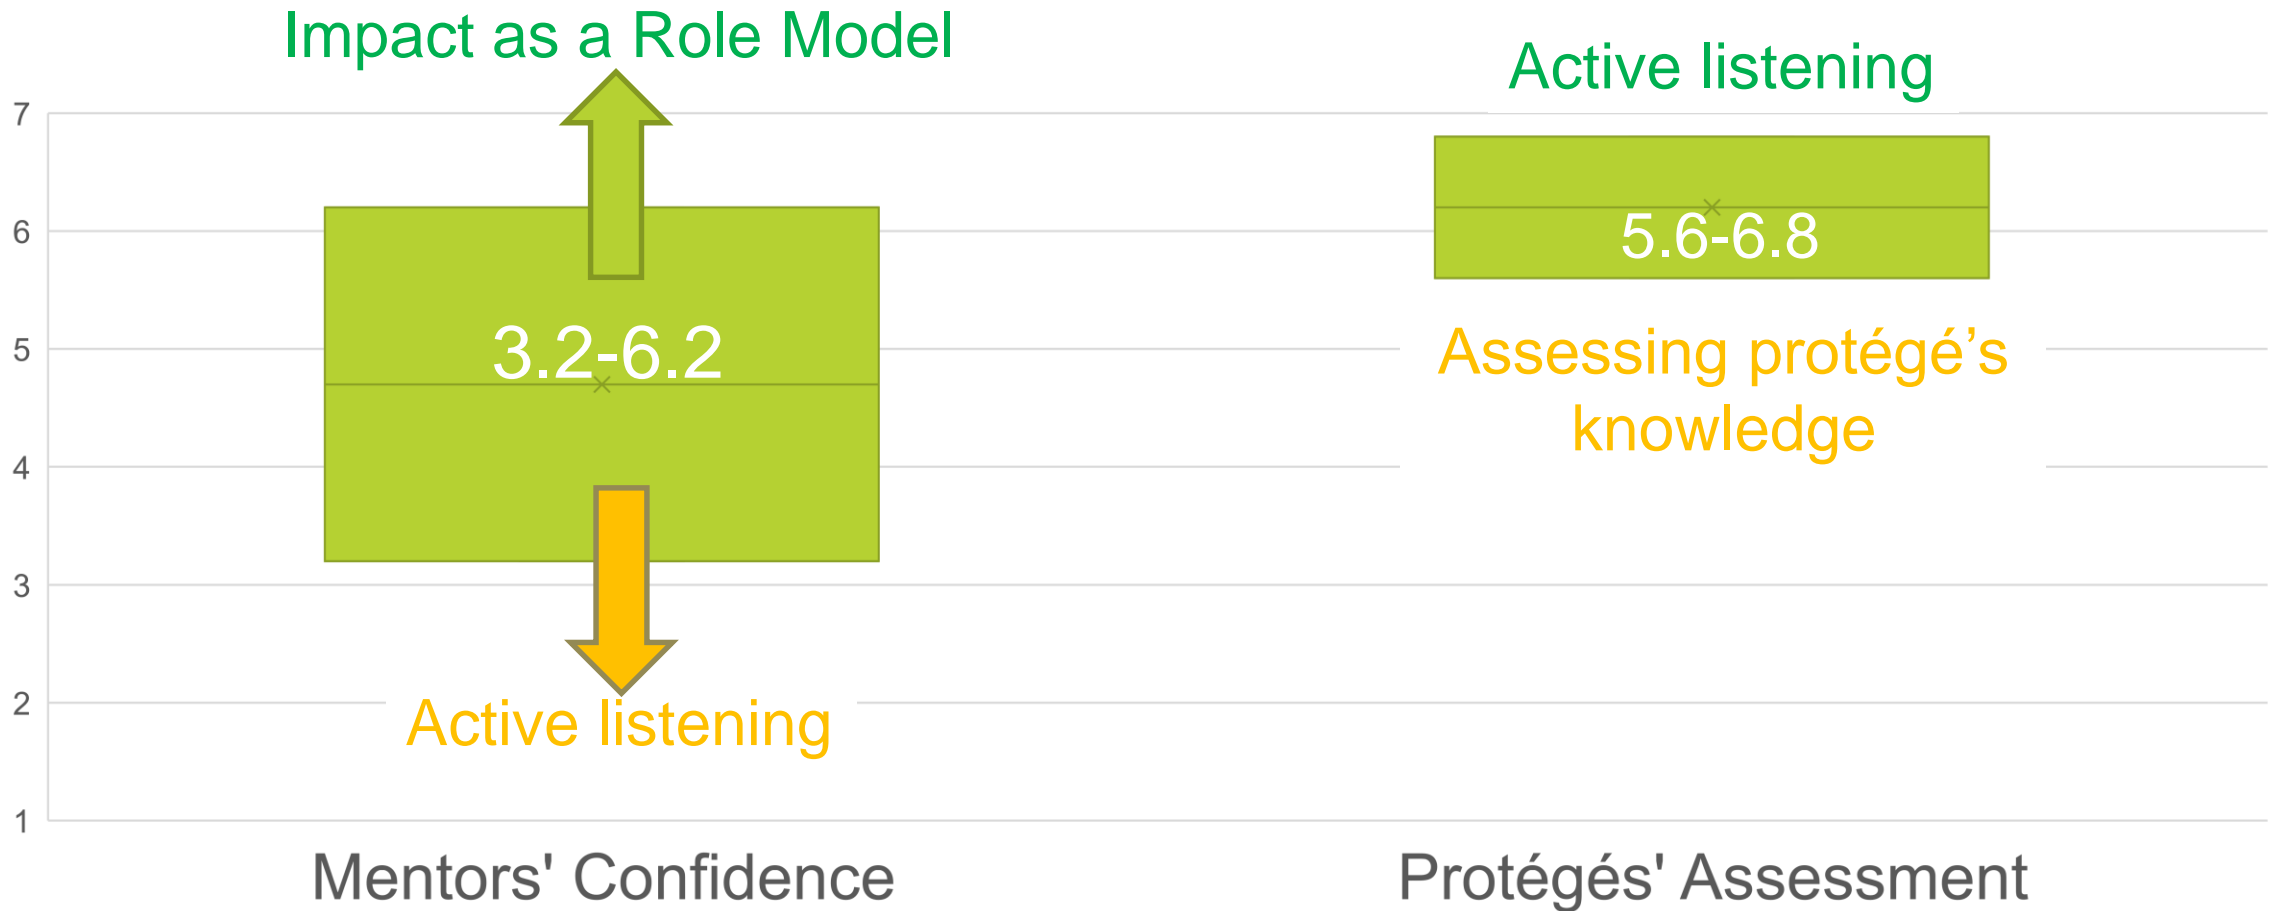 Impact as a Role Model
Active listening
7
6
5
4
3
2
1
3.2-6.2
5.6-6.8
Assessing protégé’s
knowledge
Active listening
Mentors' Confidence
Protégés' Assessment